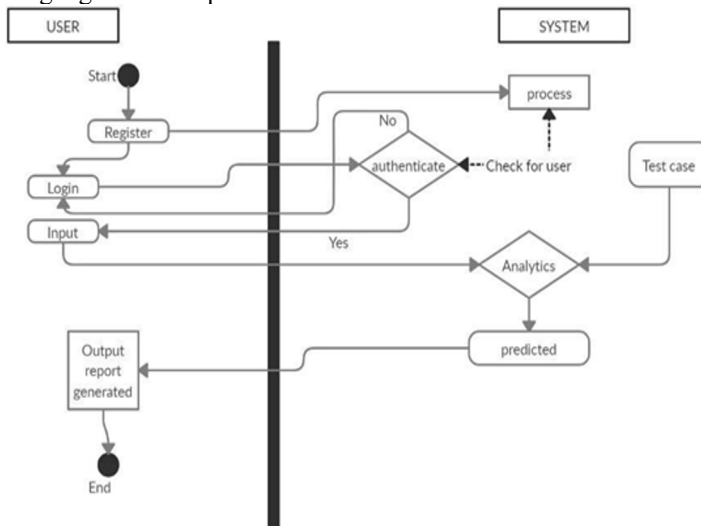 USER
SYSTEM
Start
process
Register
No
authenticate
Check for user
Test case
Login
Input
Yes
Analytics
Output
report
generated
predicted
End